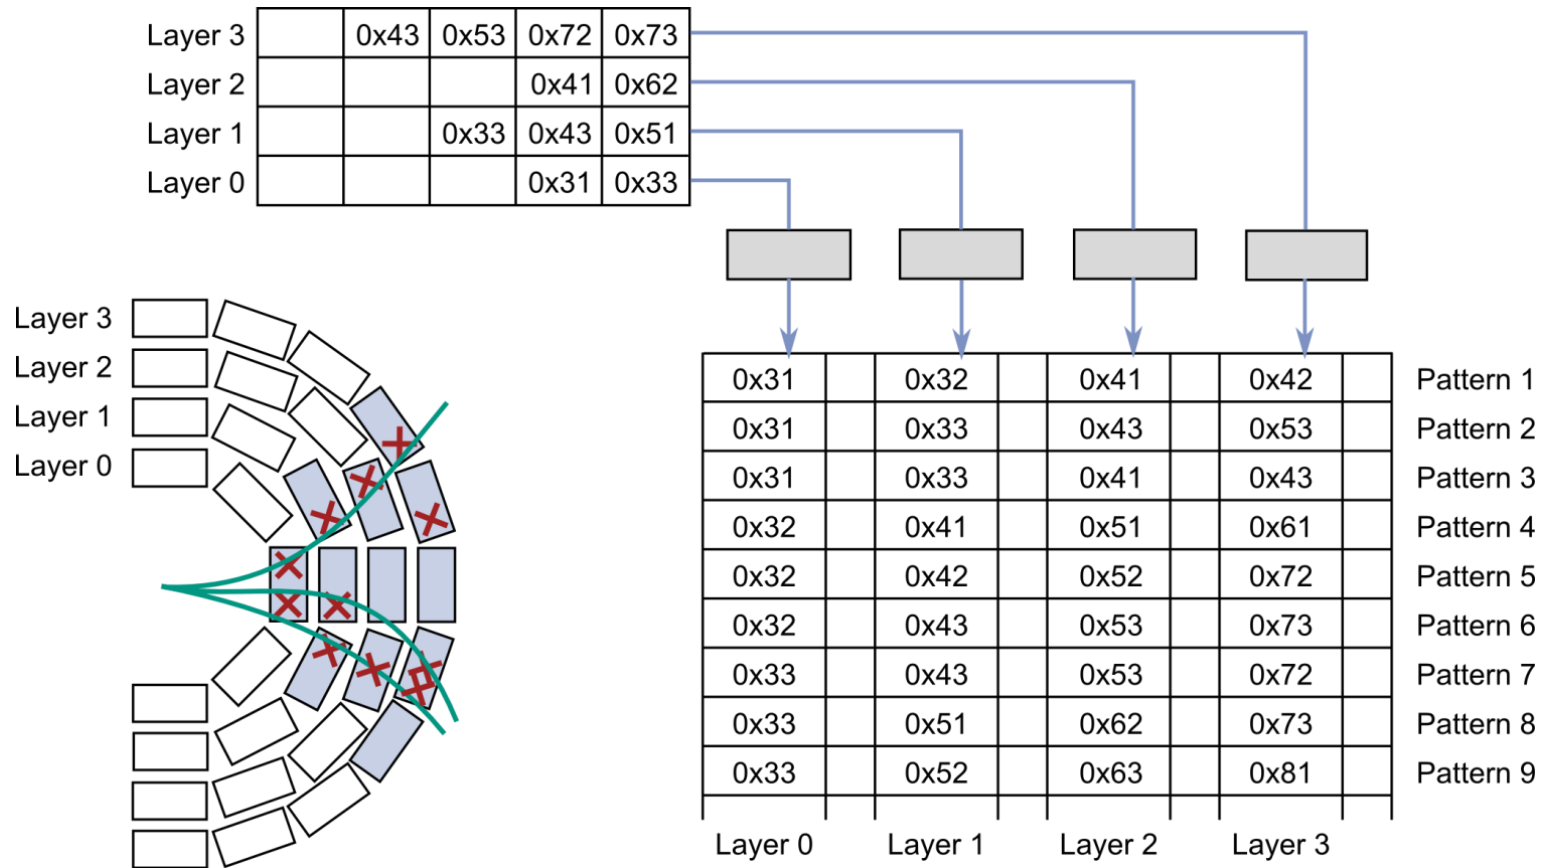 Layer 3 0x43 0x53 0x72 0x73
Layer 2 0x41 0x62
Layer 1 0x33 0x43 0x51
Layer 0 0x31 0x33
Layer 3
Layer 2
Layer 1
Layer 0
0x31 0x32 0x41 0x42 Pattern 1
0x31 0x33 0x43 0x53 Pattern 2
0x31 0x33 0x41 0x43 Pattern 3
0x32 0x41 0x51 0x61 Pattern 4
0x32 0x42 0x52 0x72 Pattern 5
0x32 0x43 0x53 0x73 Pattern 6
0x33 0x43 0x53 0x72 Pattern 7
0x33 0x51 0x62 0x73 Pattern 8
0x33 0x52 0x63 0x81 Pattern 9
Layer 0 Layer 1 Layer 2 Layer 3